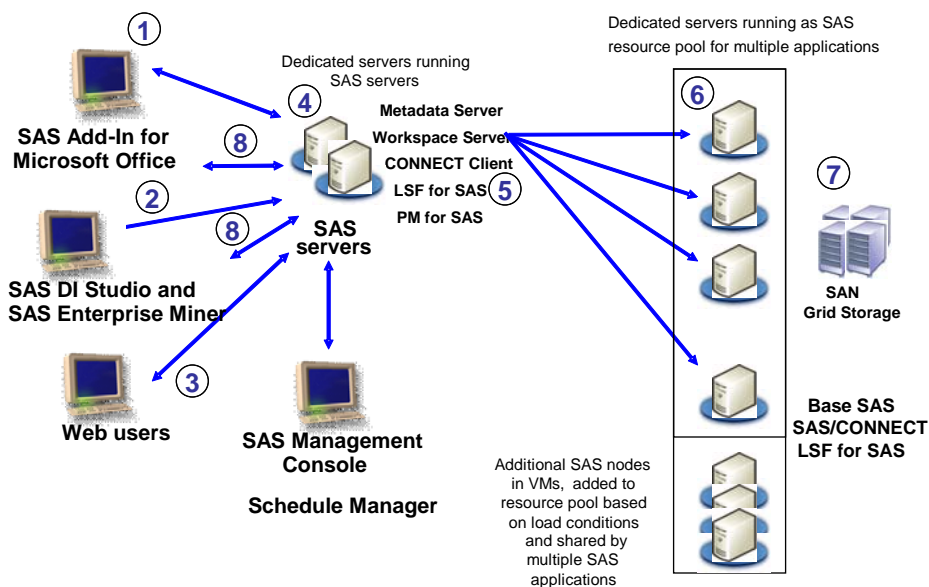 1
SAS Add-In for
Microsoft Office
8
2
8
SAS DI Studio and
SAS Enterprise Miner
3
Web users
Dedicated servers running
SAS servers
4
SAS
servers
Metadata Server
Workspace Server
CONNECT Client
LSF for SAS
PM for SAS
5
SAS Management
Console
Schedule Manager
Dedicated servers running as SAS
resource pool for multiple applications
6
7
SAN
Grid Storage
Base SAS
SAS/CONNECT
LSF for SAS
Additional SAS nodes
in VMs, added to
resource pool based
on load conditions
and shared by
multiple SAS
applications